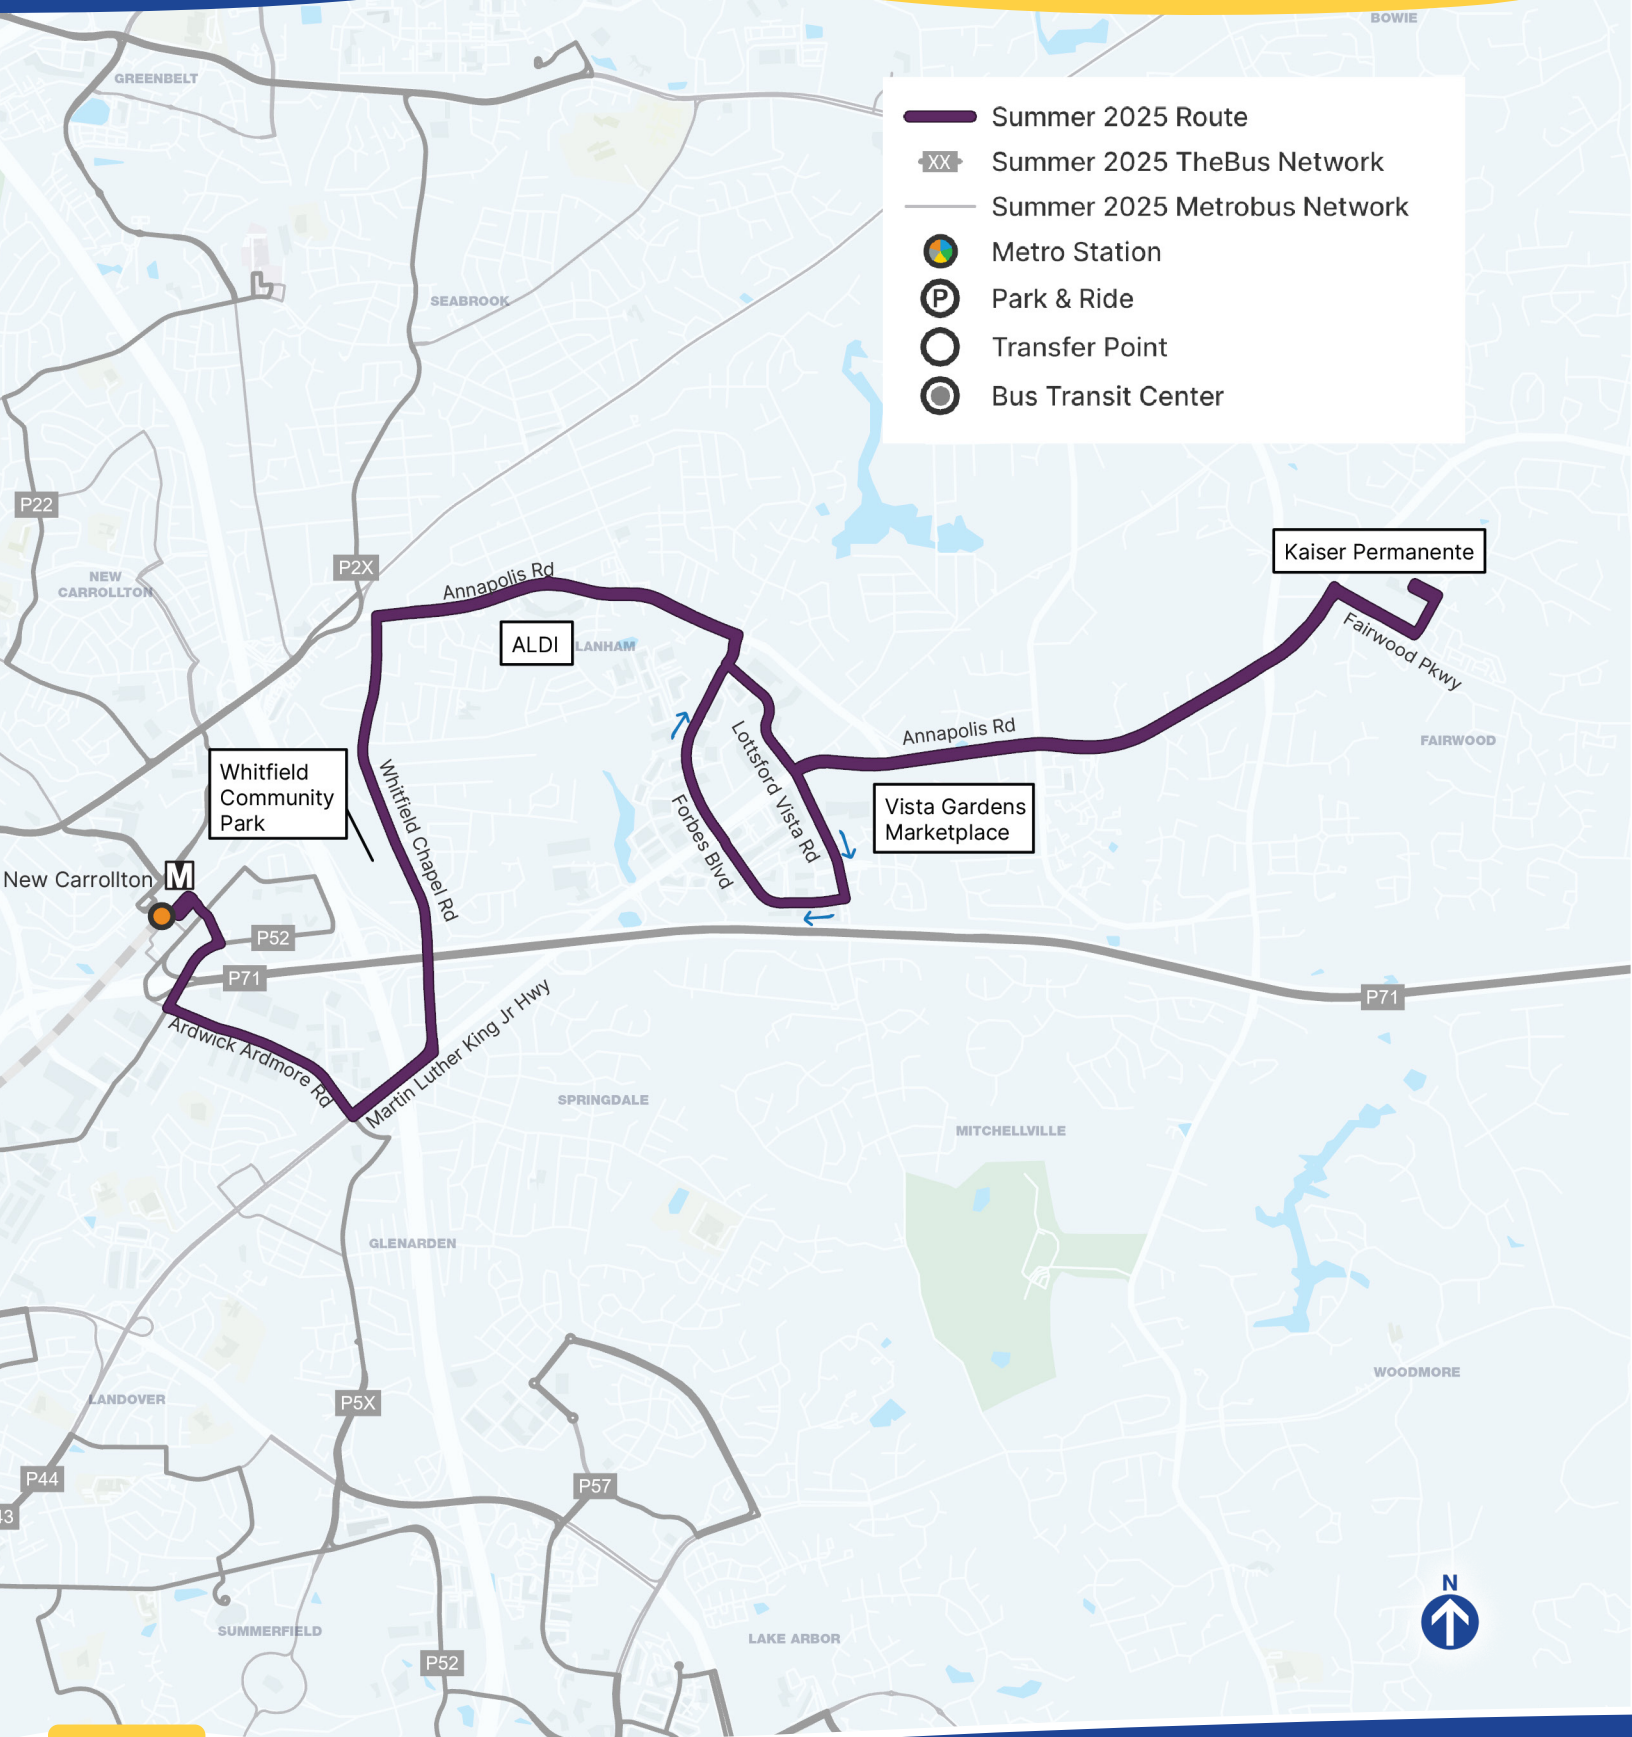 BOWIE
GREENBELT
Summer 2025 Route
XX
Summer 2025 TheBus Network
Summer 2025 Metrobus Network
Metro Station
P
Park & Ride
Transfer Point
Bus Transit Center
SEABROOK
P22
P2X
NEW
CARROLLTON
Annapolis Rd
ALDI
LANHAM
Kaiser Permanente
Fairwood Pkwy
Lottsford Vista Rd
Annapolis Rd
FAIRWOOD
Whitfield
Community
Park
Whitfield Chapel Rd
Forbes Blvd
Vista Gardens
Marketplace
New Carrollton
M
P52
P71
P71
Ardwick Ardmore Rd
Martin Luther King Jr Hwy
SPRINGDALE
MITCHELLVILLE
GLENARDEN
WOODMORE
LANDOVER
P5X
P44
P57
13
N
SUMMERFIELD
LAKE ARBOR
P52